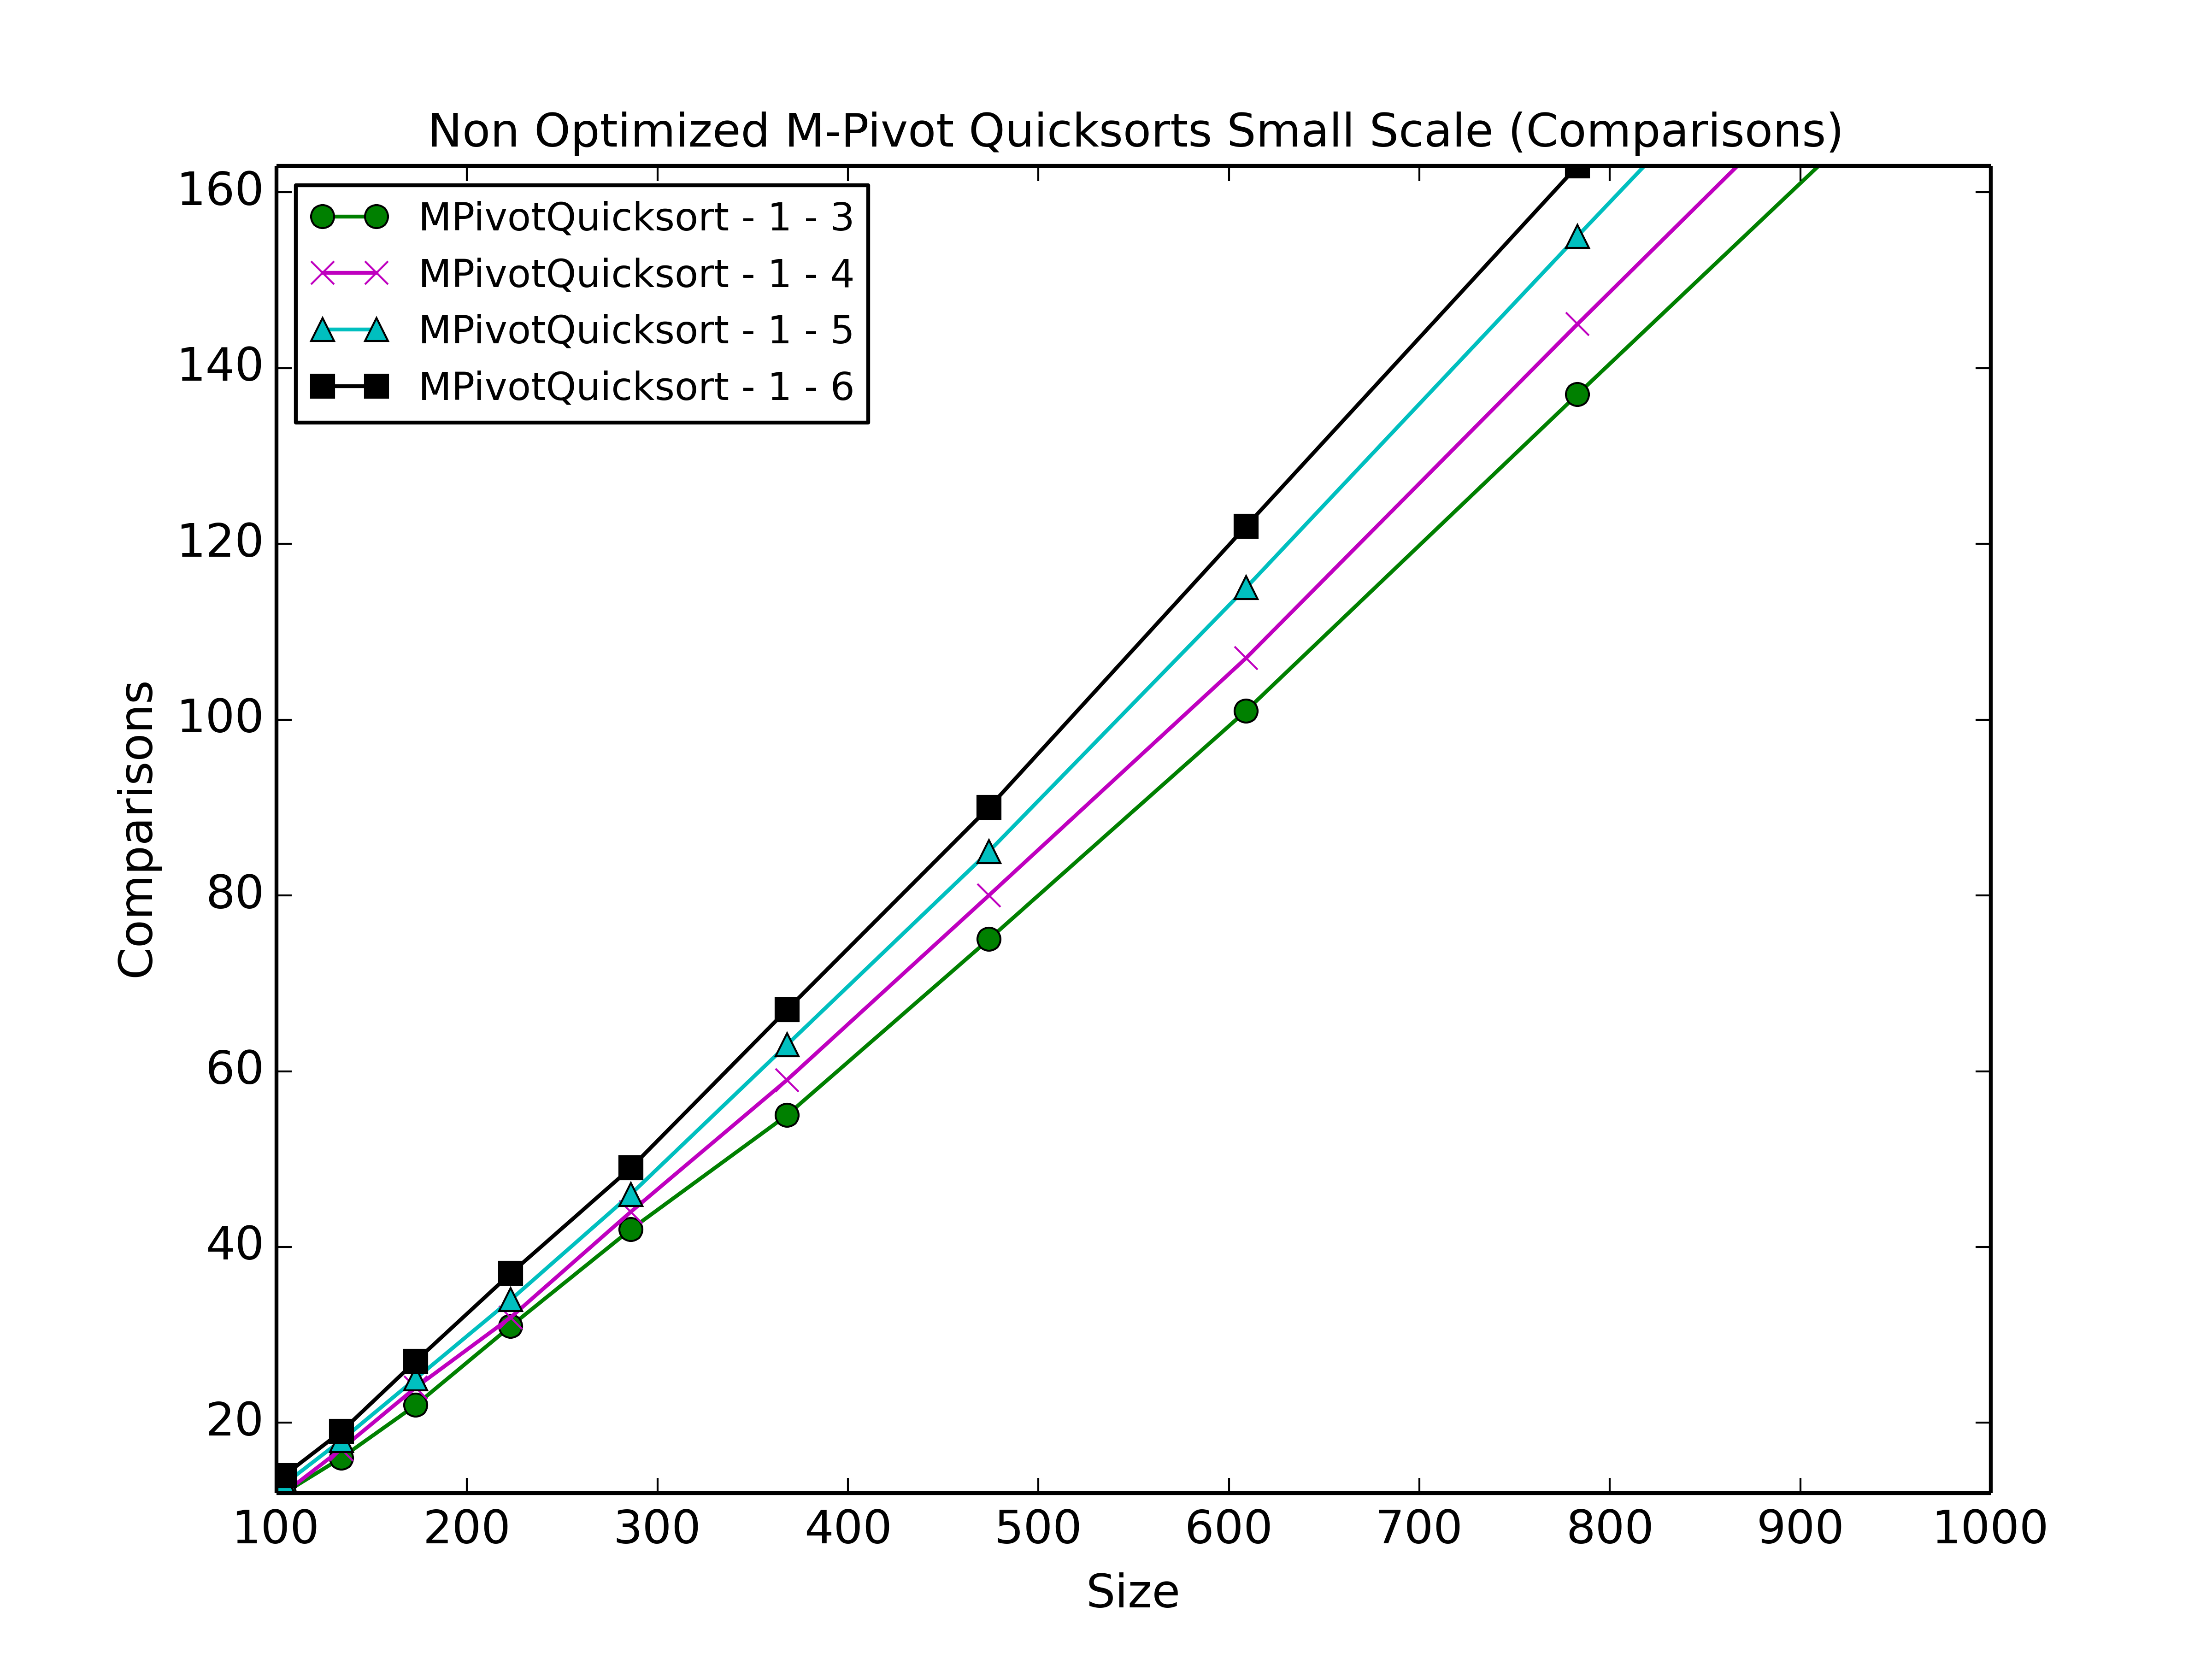 Non Optimized M-Pivot Quicksorts Small Scale (Comparisons)
MPivotQuicksort - 1 - 3
MPivotQuicksort - 1 - 4
MPivotQuicksort - 1 - 5
MPivotQuicksort - 1 - 6
160
140
120
100
80
60
40
20
Comparisons
100 200 300 400 500 600 700 800 900 1000
Size